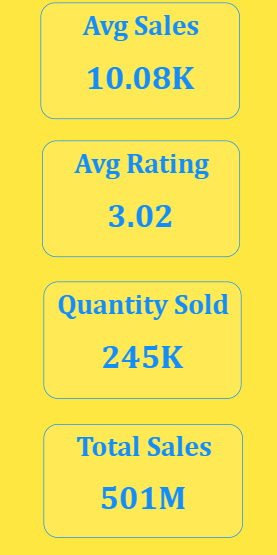 Avg Sales
10.08K
Avg Rating
3.02
Quantity Sold
245K
Total Sales
501M